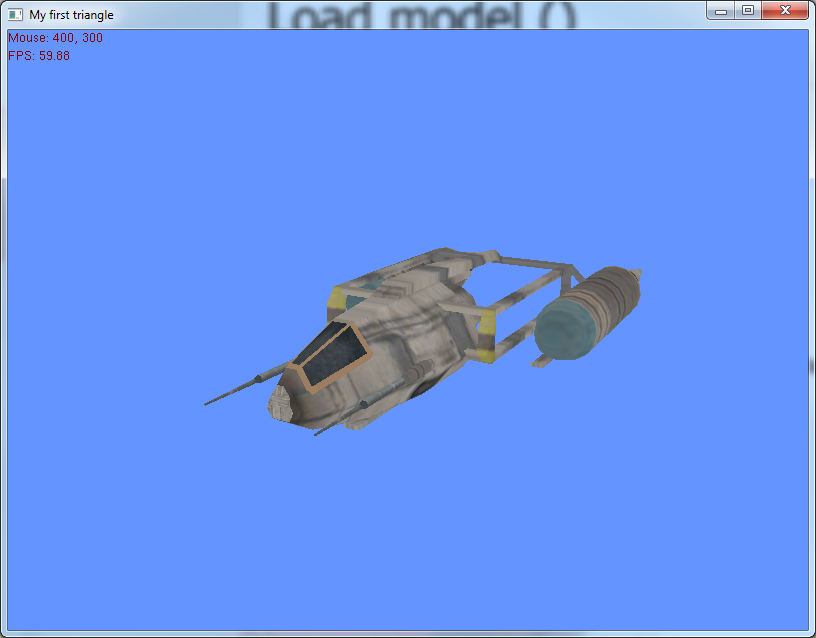 Load model ()
My first triangle
Mouse: 400, 300
FPS: 59.88